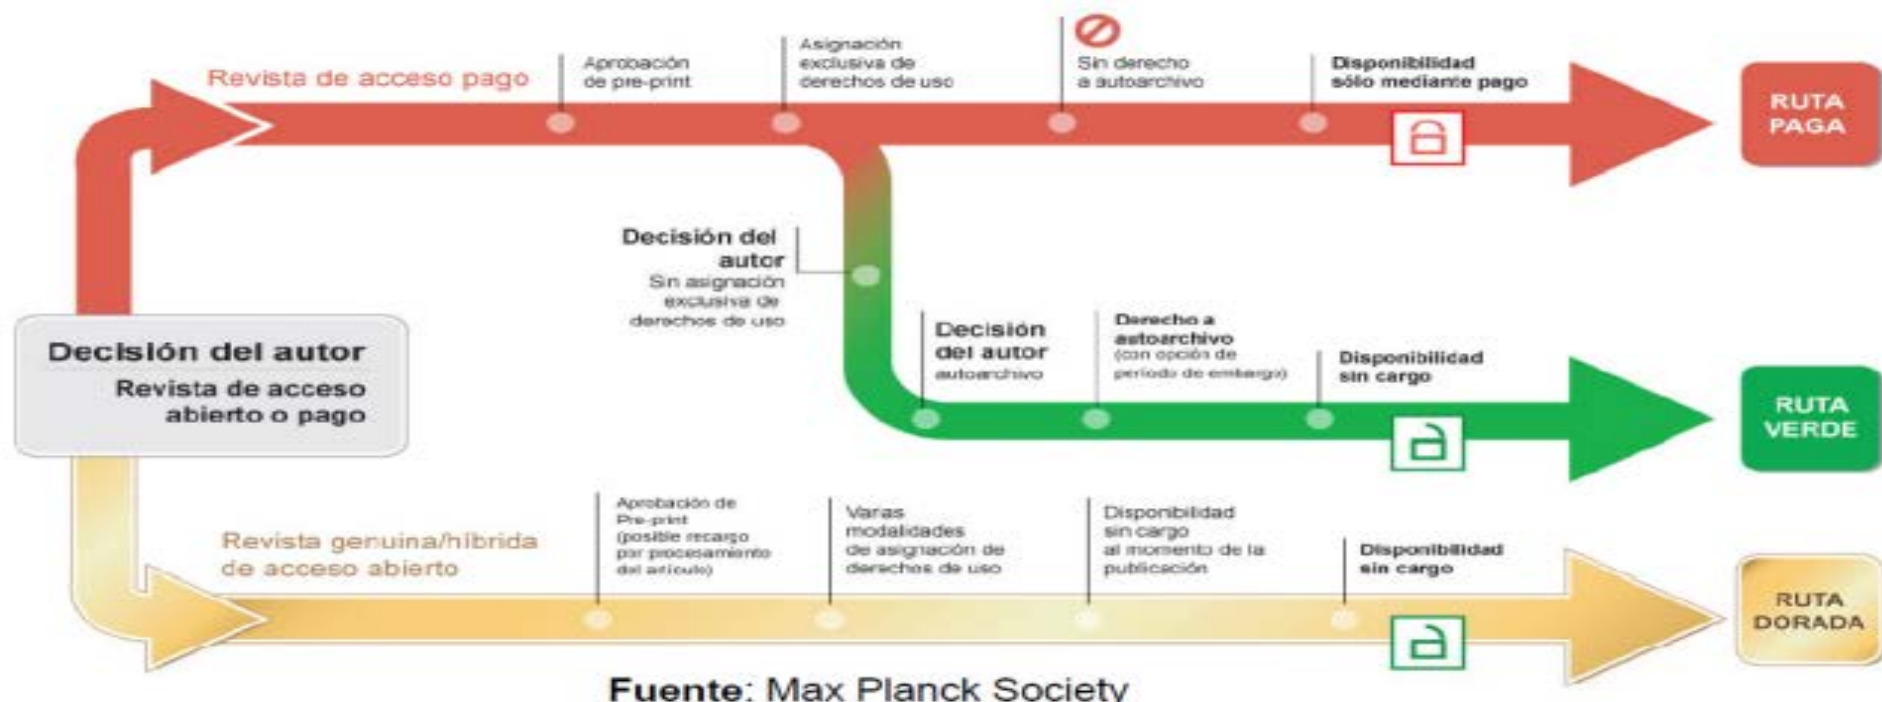 Revista de acceso pago
Aprobación
de pre-print
Asignación
exclusiva de
derechos de uso
Sin derecho
a autoarchivo
Disponibilidad
sólo mediante pago
RUTA
PAGA
Decisión del
autor
Sin asignación
exclusiva de
derechos de uso
Decisión
del autor
autoarchivo
Derecho a
autoarchivo
(con opción de
período de embargo)
Disponibilidad
sin cargo
RUTA
VERDE
Decisión del autor
Revista de acceso
abierto o pago
Revista genuina/híbrida
de acceso abierto
Aprobación de
Pre-print
(posible recargo
por procesamiento
del artículo)
Varias
modalidades
de asignación de
derechos de uso
Disponibilidad
sin cargo
al momento de la
publicación
Disponibilidad
sin cargo
RUTA
DORADA
Fuente: Max Planck Society